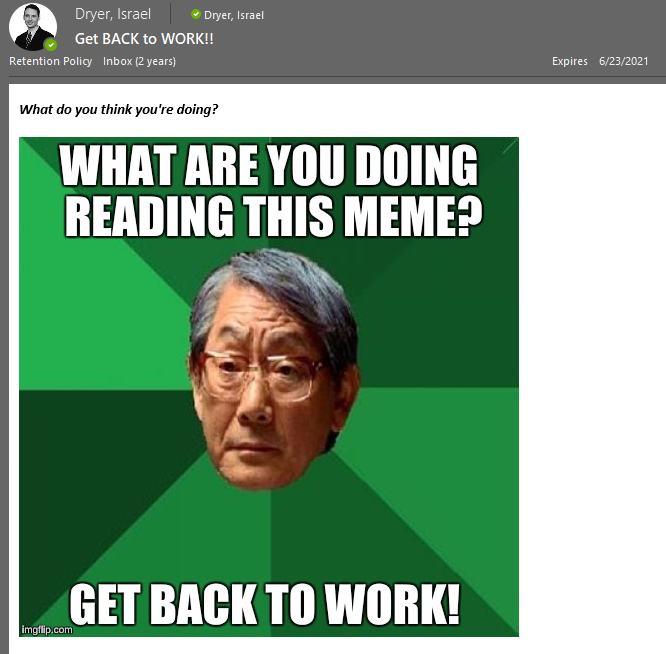 Dryer, Israel
Dryer, Israel
Get BACK to WORK!!
Retention Policy Inbox (2 years)
Expires 6/23/2021
What do you think you're doing?
WHAT ARE YOU DOING
READING THIS MEME?
GET BACK TO WORK!
imgflip.com